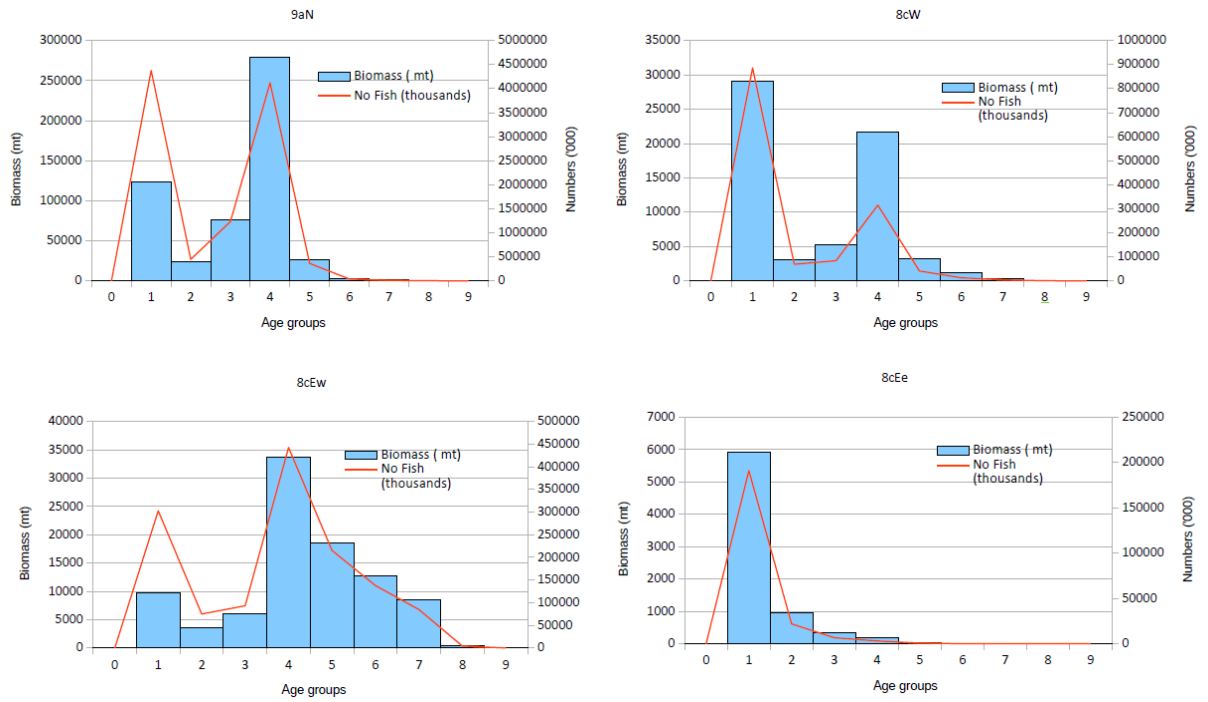 9aN
300000
250000
200000
150000
100000
50000
0
5000000
4500000
4000000
3500000
3000000
2500000
2000000
1500000
1000000
500000
0
Biomass (mt)
Numbers ('000)
Biomass ( mt)
No Fish (thousands)
0 1 2 3 4 5 6 7 8 9
Age groups
8cW
35000
30000
25000
20000
15000
10000
5000
0
1000000
900000
800000
700000
600000
500000
400000
300000
200000
100000
0
Biomass (mt)
Numbers ('000)
Biomass ( mt)
No Fish
(thousands)
0 1 2 3 4 5 6 7 8 9
Age groups
8cEw
40000
35000
30000
25000
20000
15000
10000
5000
0
500000
450000
400000
350000
300000
250000
200000
150000
100000
50000
0
Biomass (mt)
Numbers ('000)
Biomass ( mt)
No Fish
(thousands)
0 1 2 3 4 5 6 7 8 9
Age groups
8cEe
7000
6000
5000
4000
3000
2000
1000
0
250000
200000
150000
100000
50000
0
Biomass (mt)
Numbers ('000)
Biomass ( mt)
No Fish
(thousands)
0 1 2 3 4 5 6 7 8 9
Age groups